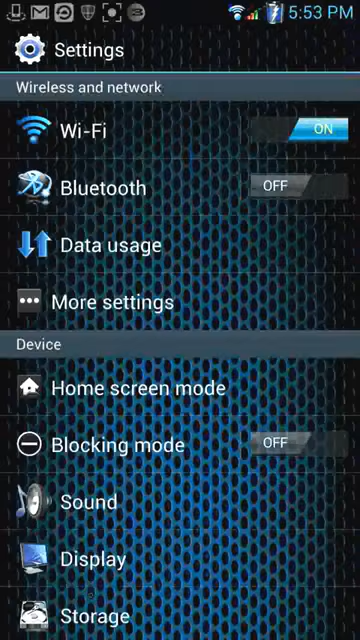 5:53 PM
Settings
Wireless and network
Wi-Fi ON
Bluetooth OFF
Data usage
More settings
Device
Home screen mode
Blocking mode OFF
Sound
Display
Storage